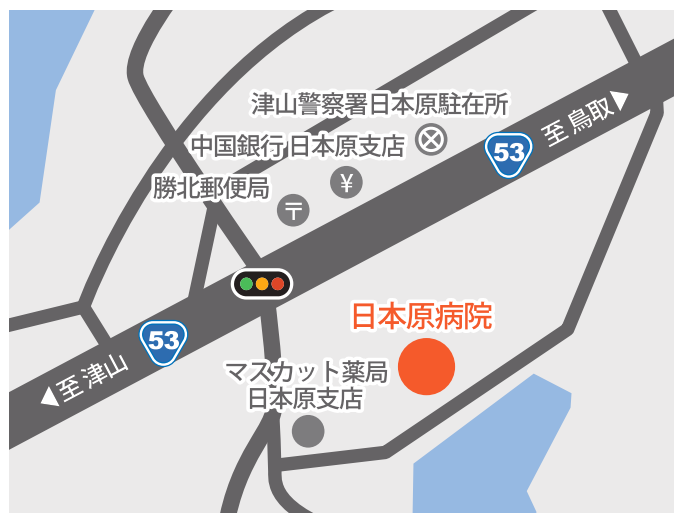 津山警察署日本原駐在所
中国銀行 日本原支店
勝北郵便局
〒
¥
53
至 鳥取
日本原病院
53
至 津山
マスカット薬局
日本原支店